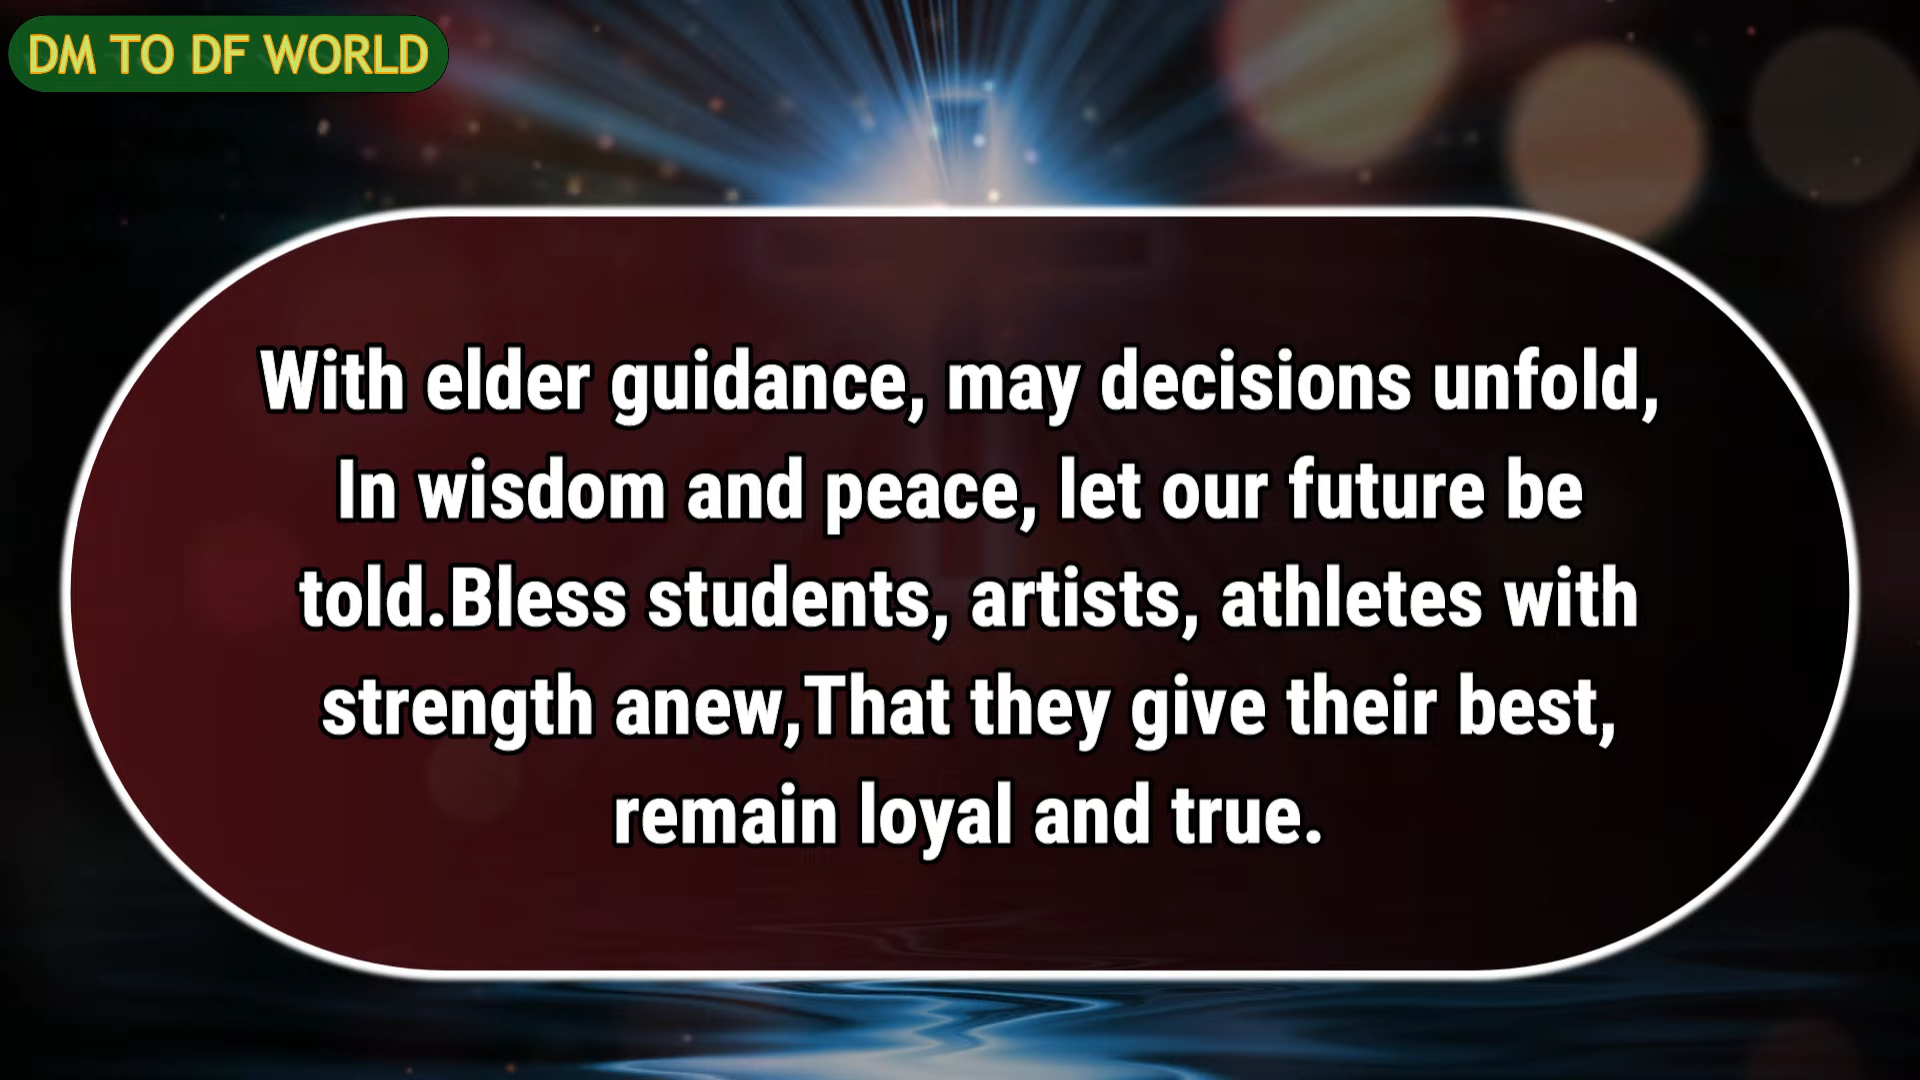 DM TO DF WORLD
With elder guidance, may decisions unfold,
In wisdom and peace, let our future be
told.Bless students, artists, athletes with
strength anew,That they give their best,
remain loyal and true.